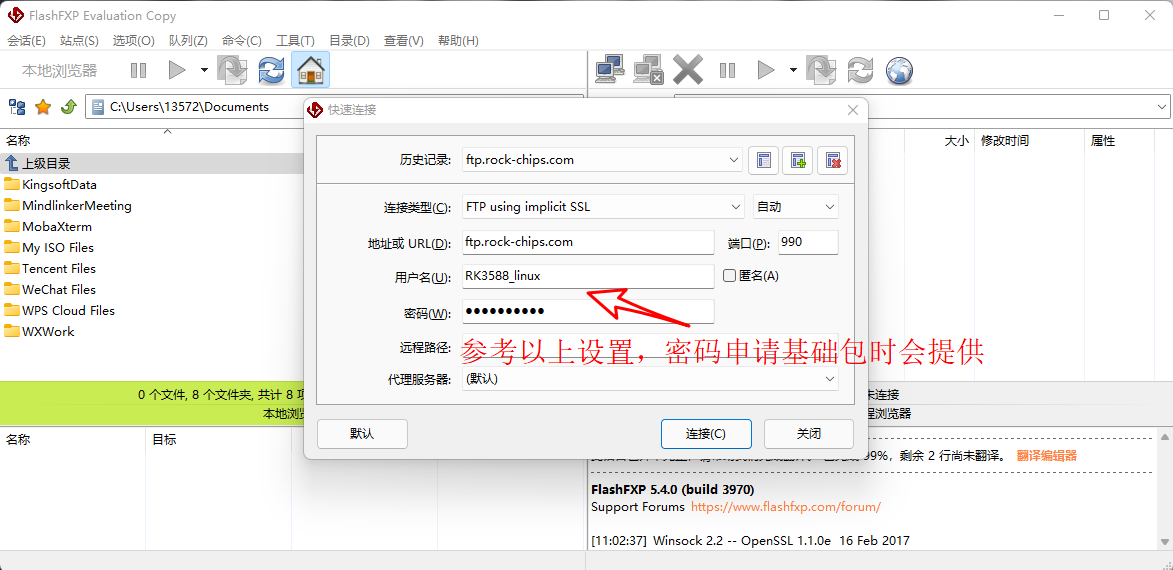 FlashFXP Evaluation Copy
会话(E) 站点(S) 选项(O) 队列(Z) 命令(C) 工具(T) 目录(D) 查看(V) 帮助(H)
本地浏览器
C:\Users\13572\Documents
名称
上级目录
KingsoftData
MindlinkerMeeting
MobaXterm
My ISO Files
Tencent Files
WeChat Files
WPS Cloud Files
WXWork
0 个文件, 8 个文件夹, 共计 8 项
本地浏览
名称 目标
快速连接
历史记录: ftp.rock-chips.com
连接类型(C): FTP using implicit SSL 自动
地址或 URL(D): ftp.rock-chips.com 端口(P): 990
用户名(U): RK3588_linux 匿名(A)
密码(W): ●●●●●●●●●●
远程路径:
参考以上设置，密码申请基础包时会提供
代理服务器: (默认)
默认 连接(C) 关闭
大小 修改时间 属性
未连接
程浏览器
99%，剩余 2 行尚未翻译。 翻译编辑器
FlashFXP 5.4.0 (build 3970)
Support Forums https://www.flashfxp.com/forum/
[11:02:37] Winsock 2.2 -- OpenSSL 1.1.0e 16 Feb 2017